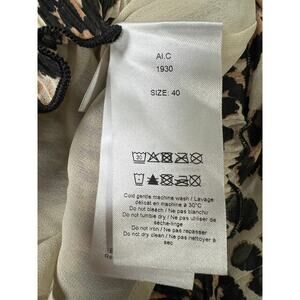 AI.C
1930
SIZE: 40
30
Cold gentle machine wash / Lavage
délicat en machine à 30°C
Do not bleach / Ne pas blanchir
Do not tumble dry / Ne pas utiliser de
sèche-linge
Do not iron / Ne pas repasser
Do not dry clean / Ne pas nettoyer à
sec